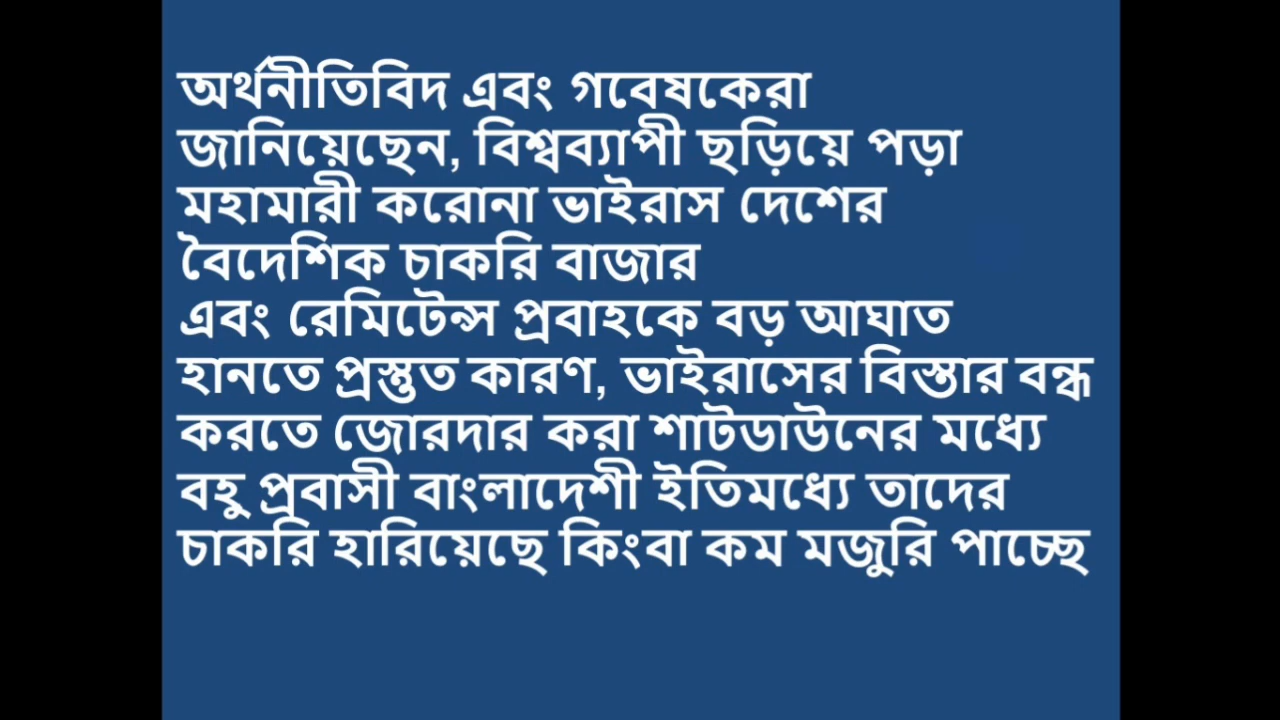 অর্থনীতিবিদ এবং গবেষকেরা
জানিয়েছেন, বিশ্বব্যাপী ছড়িয়ে পড়া
মহামারী করোনা ভাইরাস দেশের
বৈদেশিক চাকরি বাজার
এবং রেমিটেন্স প্রবাহকে বড় আঘাত
হানতে প্রস্তুত কারণ, ভাইরাসের বিস্তার বন্ধ
করতে জোরদার করা শাটডাউনের মধ্যে
বহু প্রবাসী বাংলাদেশী ইতিমধ্যে তাদের
চাকরি হারিয়েছে কিংবা কম মজুরি পাচ্ছে